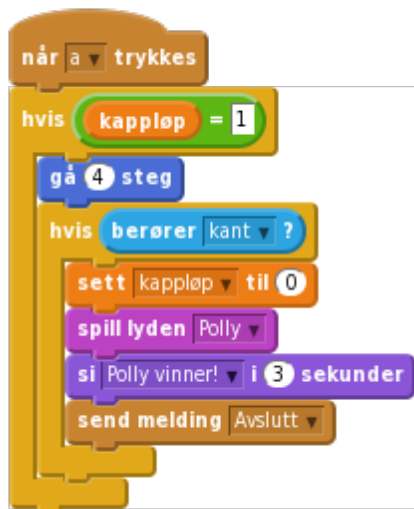 når a trykkes
hvis kappløp = 1
gå 4 steg
hvis berører kant ?
sett kappløp til 0
spill lyden Polly
si Polly vinner! i 3 sekunder
send melding Avslutt